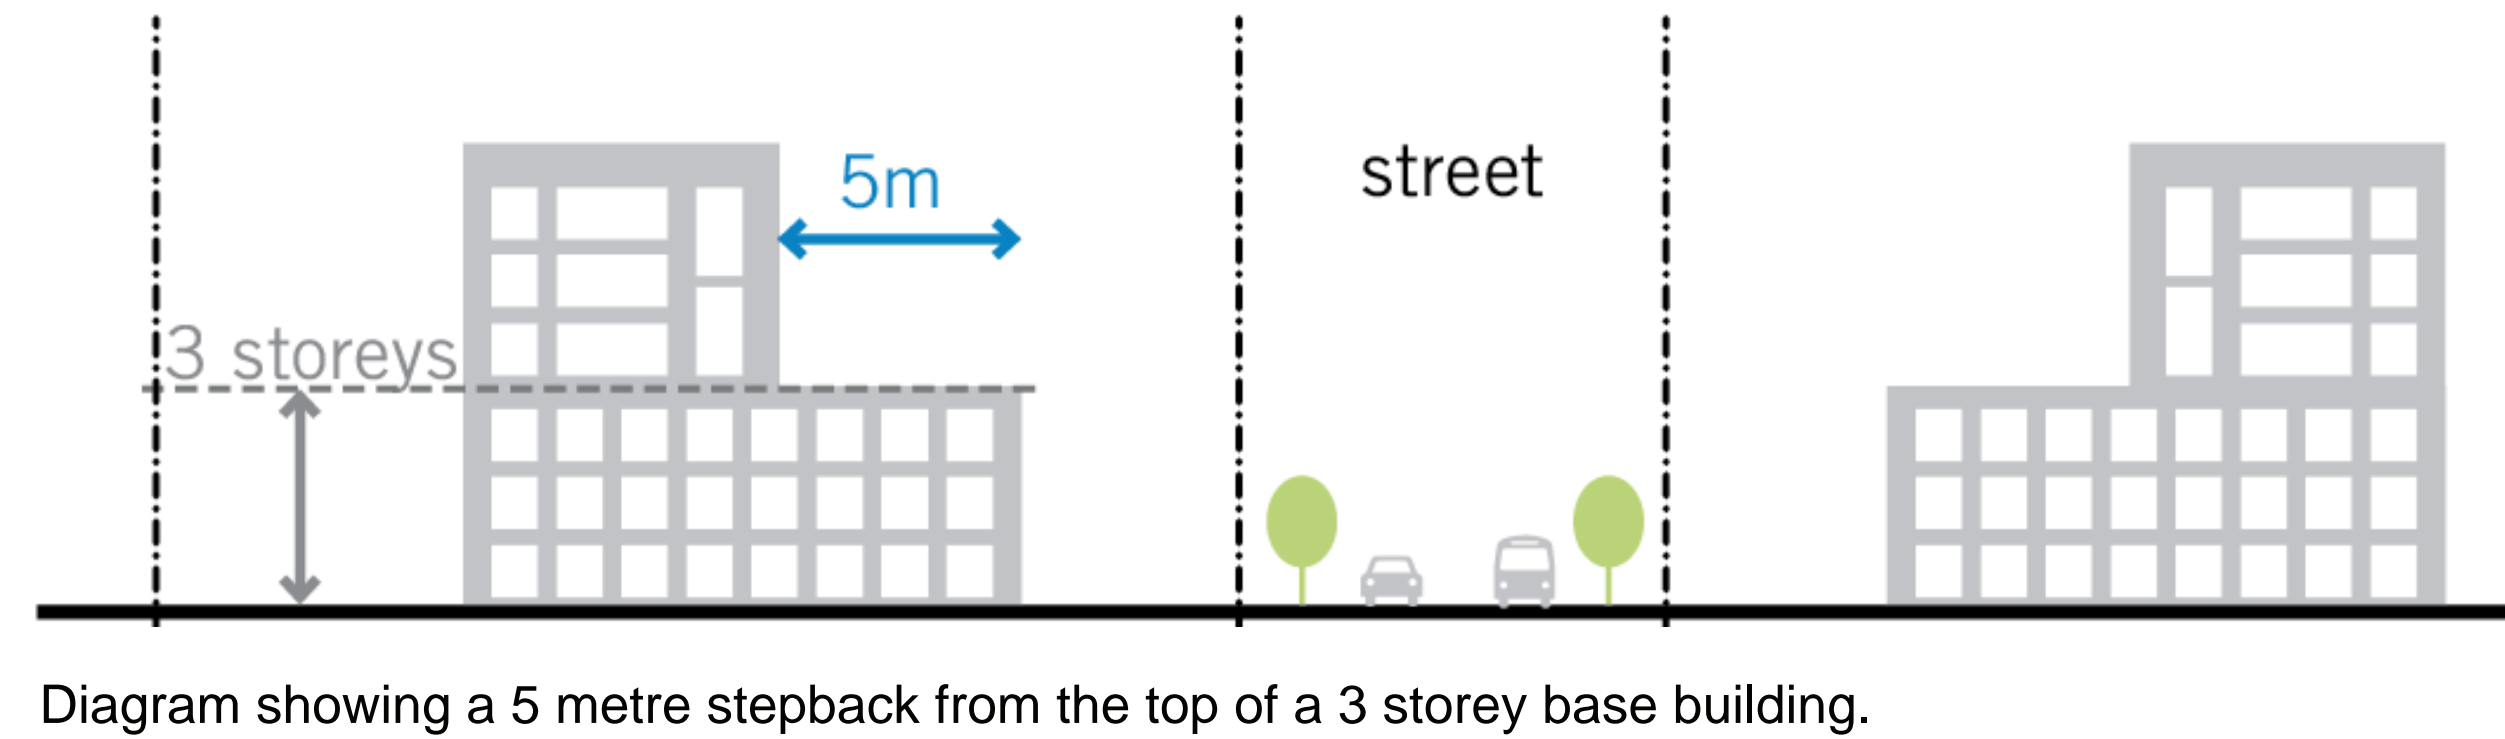 5m
street
3 storeys
Diagram showing a 5 metre stepback from the top of a 3 storey base building.